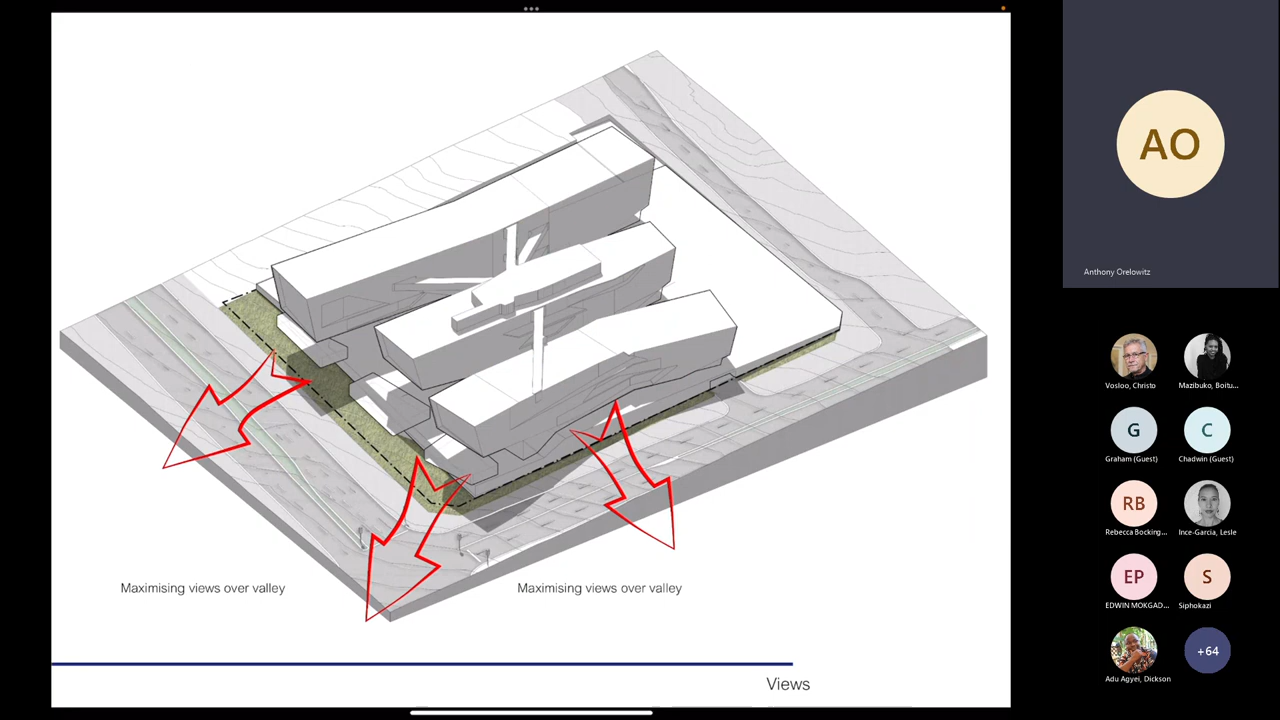 Maximising views over valley
Maximising views over valley
Views
AO
Anthony Orelowitz
Vosloo, Christo
Mazibuko, Boitu...
G
Graham (Guest)
C
Chadwin (Guest)
RB
Rebecca Bocking...
Ince-Garcia, Lesle
EP
EDWIN MOKGAD...
S
Siphokazi
Adu Agyei, Dickson
+64